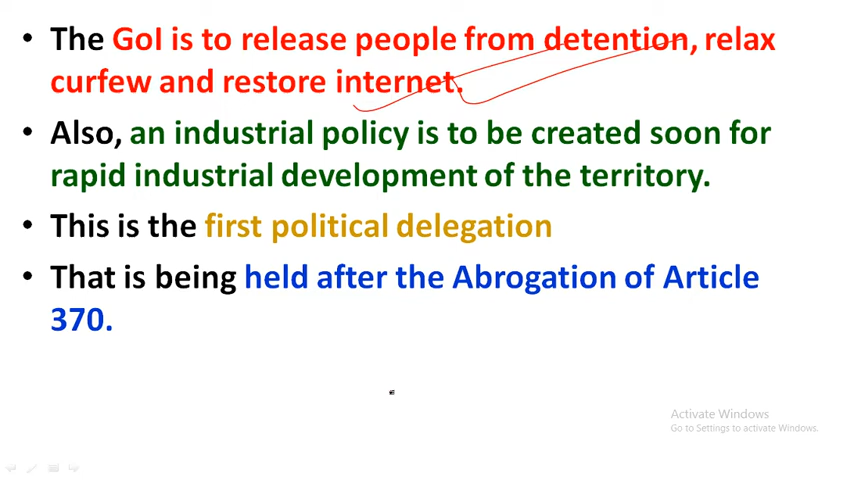 • The GoI is to release people from detention, relax
curfew and restore internet.
• Also, an industrial policy is to be created soon for
rapid industrial development of the territory.
• This is the first political delegation
• That is being held after the Abrogation of Article
370.
Activate Windows
Go to Settings to activate Windows.